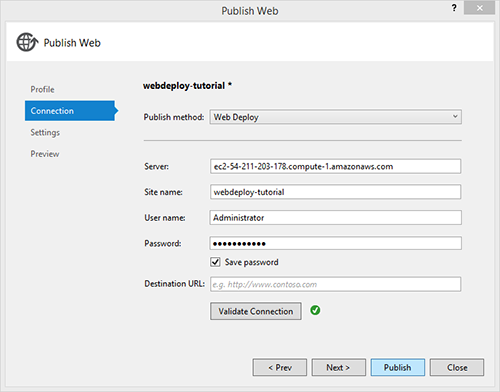 Publish Web
?
Publish Web
Profile
Connection
Settings
Preview
webdeploy-tutorial *
Publish method: Web Deploy
Server: ec2-54-211-203-178.compute-1.amazonaws.com
Site name: webdeploy-tutorial
User name: Administrator
Password: ●●●●●●●●●●●
Save password
Destination URL: e.g. http://www.contoso.com
Validate Connection
< Prev Next > Publish Close